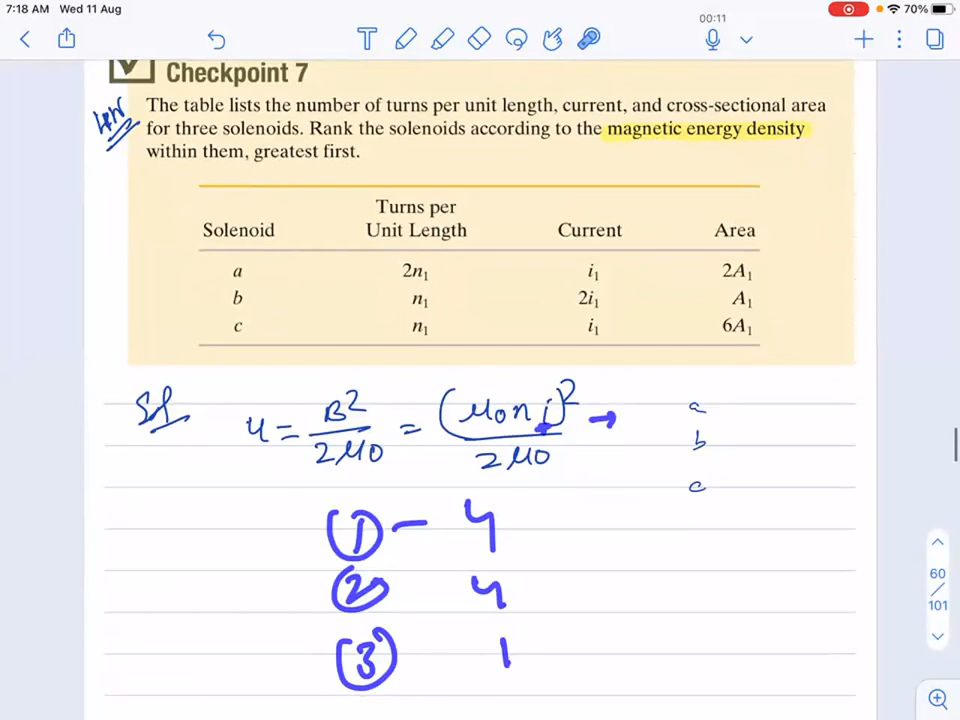 7:18 AM Wed 11 Aug
00:11
70%
Checkpoint 7
HW
The table lists the number of turns per unit length, current, and cross-sectional area
for three solenoids. Rank the solenoids according to the magnetic energy density
within them, greatest first.
Turns per
Solenoid Unit Length Current Area
a 2n₁ i₁ 2A₁
b n₁ 2i₁ A₁
c n₁ i₁ 6A₁
Sol
u = B²/2μ0 = (μ0 n i)²/2μ0 →
a
b
c
① – 4
② 4
③ 1
60
/
101